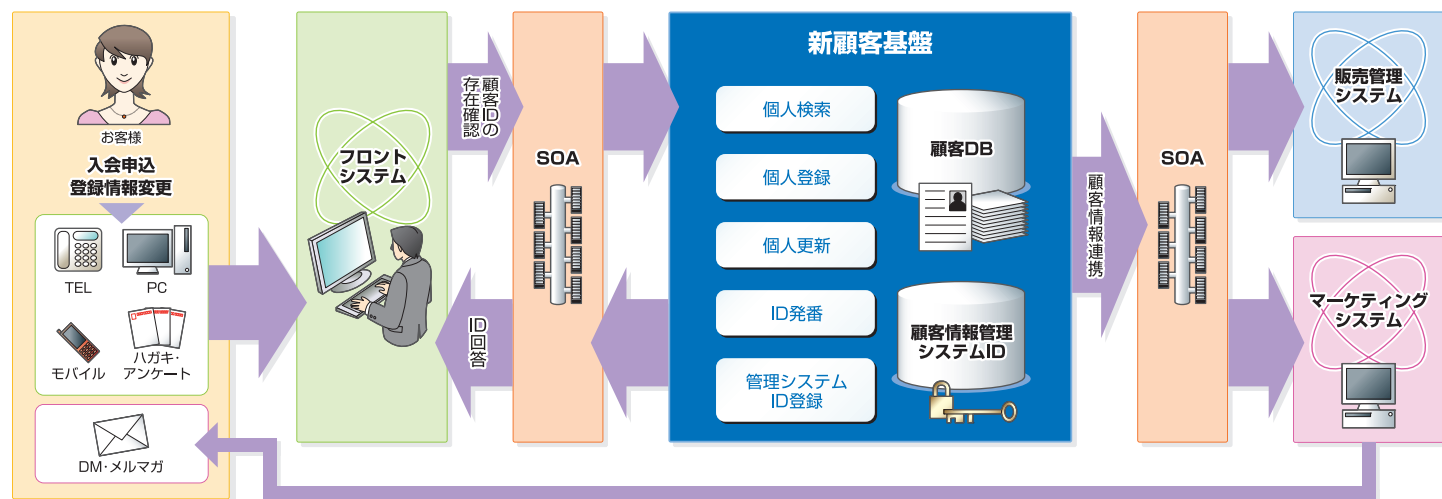 お客様
入会申込
登録情報変更
TEL
PC
モバイル
ハガキ・
アンケート
DM・メルマガ
フロント
システム
顧客IDの
存在確認
ID回答
SOA
新顧客基盤
個人検索
個人登録
個人更新
ID発番
管理システム
ID登録
顧客DB
顧客情報管理
システムID
顧客情報連携
SOA
販売管理
システム
マーケティング
システム